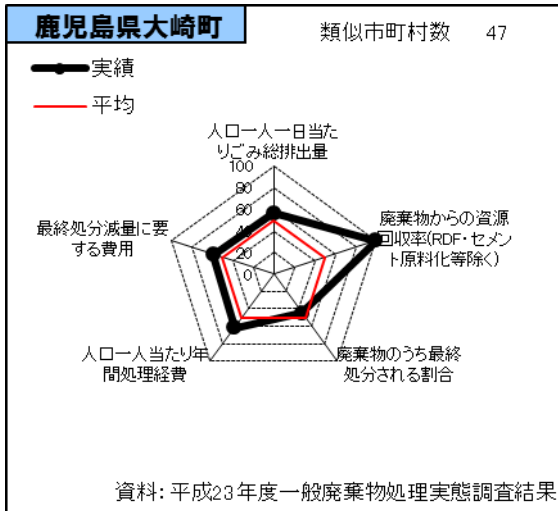 鹿児島県大崎町
類似市町村数 47
実績
平均
人口一人一日当た
りごみ総排出量
100
80
60
40
20
0
廃棄物からの資源
回収率(RDF・セメン
ト原料化等除く)
最終処分減量に要
する費用
人口一人当たり年
間処理経費
廃棄物のうち最終
処分される割合
資料:平成23年度一般廃棄物処理実態調査結果